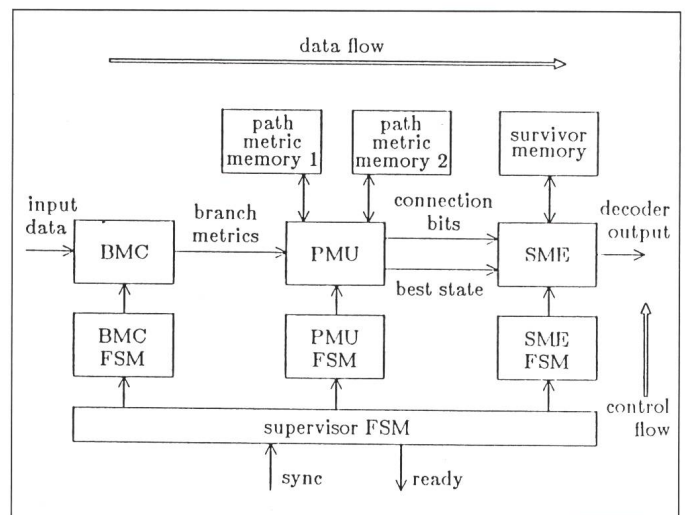 data flow
path
metric
memory 1
path
metric
memory 2
survivor
memory
input
data
BMC
branch
metrics
PMU
connection
bits
best state
SME
decoder
output
BMC
FSM
PMU
FSM
SME
FSM
control
flow
supervisor FSM
sync
ready